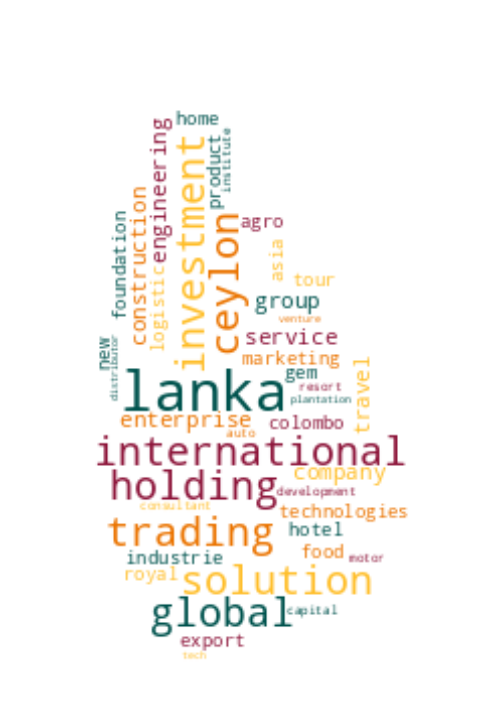 home
engineering
investment
product
institute
construction
foundation
logistic
ceylon
agro
asia
tour
group
venture
service
new
distributor
marketing
gem
lanka
resort
plantation
travel
enterprise
colombo
auto
international
company
holding
development
consultant
technologies
trading
hotel
industrie
food
motor
royal
solution
global
capital
export
tech